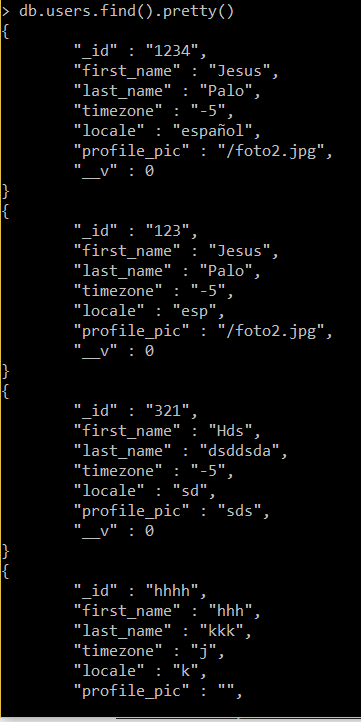 > db.users.find().pretty()
{
"_id" : "1234",
"first_name" : "Jesus",
"last_name" : "Palo",
"timezone" : "-5",
"locale" : "español",
"profile_pic" : "/foto2.jpg",
"__v" : 0
}
{
"_id" : "123",
"first_name" : "Jesus",
"last_name" : "Palo",
"timezone" : "-5",
"locale" : "esp",
"profile_pic" : "/foto2.jpg",
"__v" : 0
}
{
"_id" : "321",
"first_name" : "Hds",
"last_name" : "dsddsda",
"timezone" : "-5",
"locale" : "sd",
"profile_pic" : "sds",
"__v" : 0
}
{
"_id" : "hhhh",
"first_name" : "hhh",
"last_name" : "kkk",
"timezone" : "j",
"locale" : "k",
"profile_pic" : "",